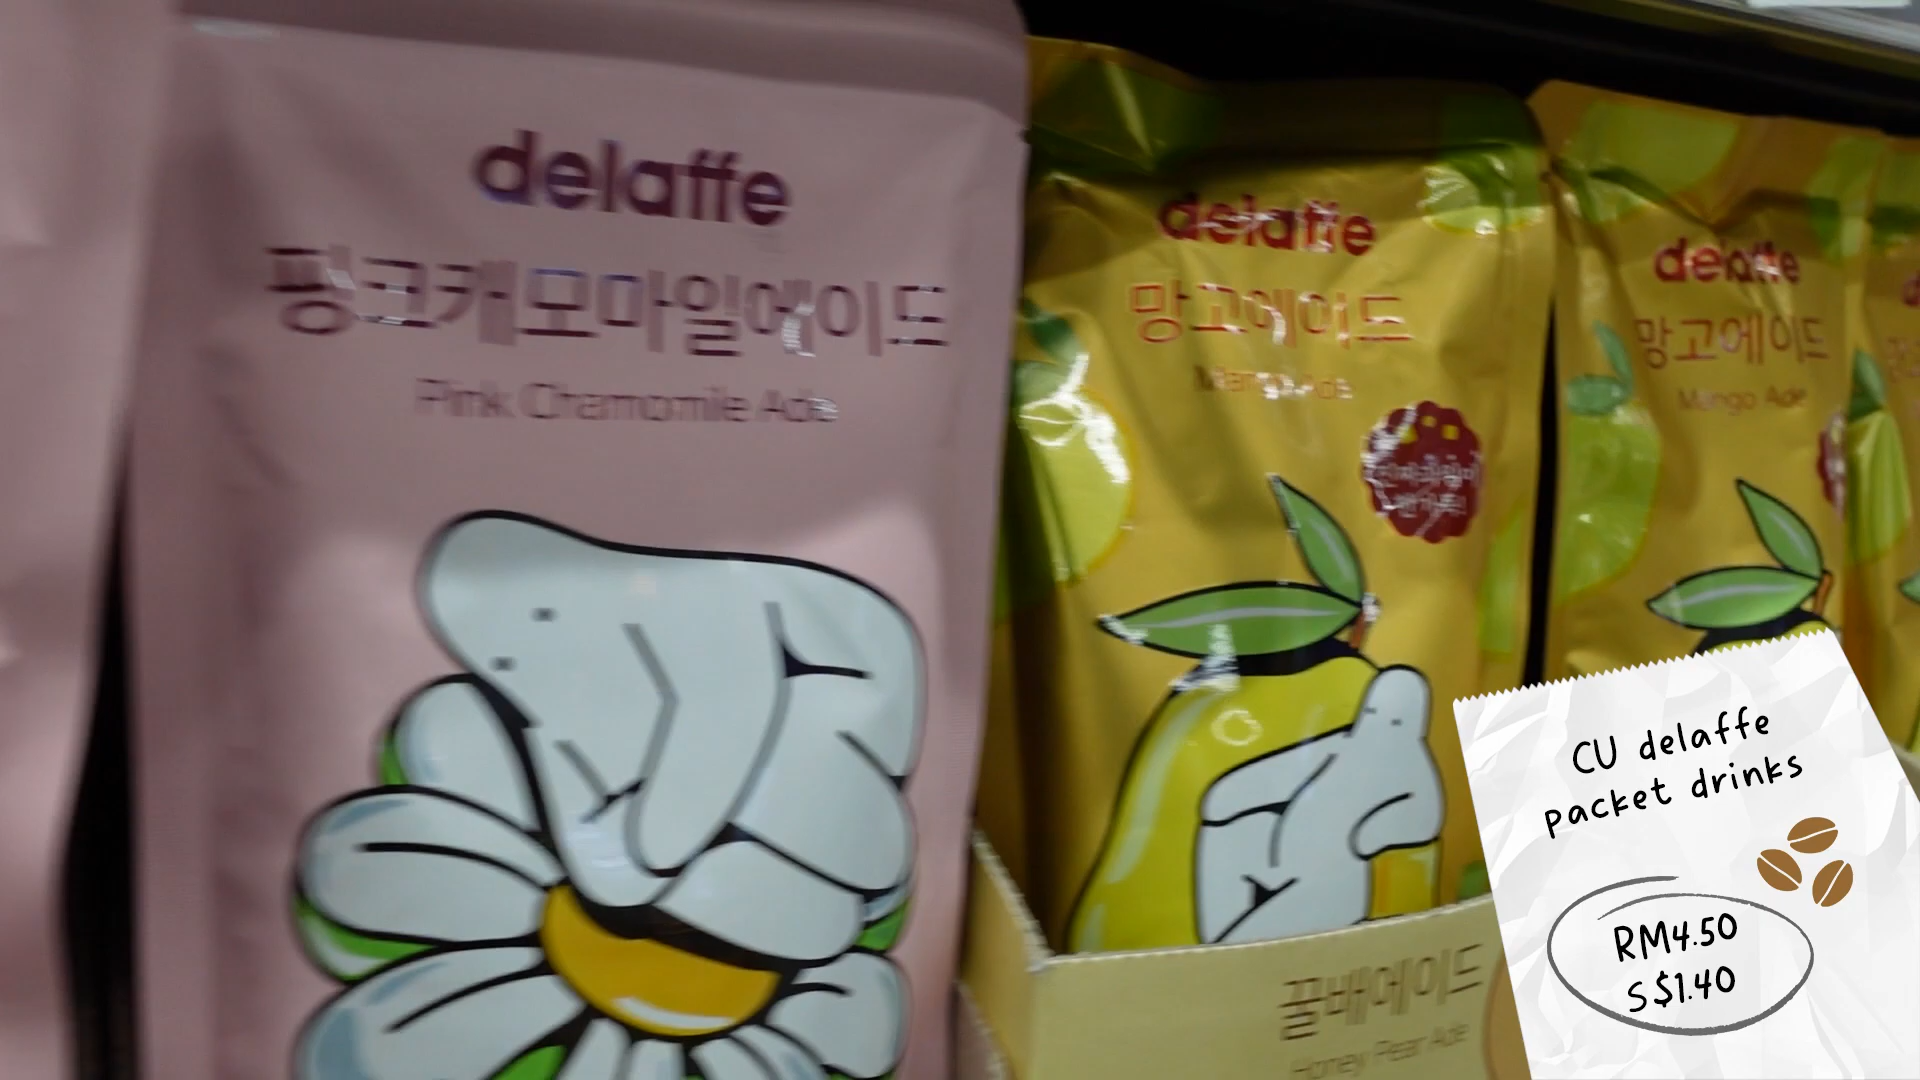 delaffe
핑크캐모마일에이드
Pink Chamomile Ade
delaffe
망고에이드
Mango Ade
delaffe
망고에이드
Mango Ade
꿀배에이드
Honey Pear Ade
CU delaffe
packet drinks
RM4.50
S$1.40